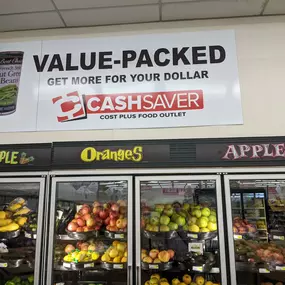 VALUE-PACKED
GET MORE FOR YOUR DOLLAR
CASHSAVER
COST PLUS FOOD OUTLET
PLE
ORANGES
APPLE